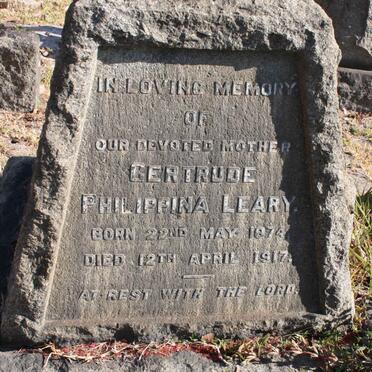 IN LOVING MEMORY
OF
OUR DEVOTED MOTHER
GERTRUDE
PHILIPPINA LEARY.
BORN 22ND MAY 1874
DIED 12TH APRIL 1917.
AT REST WITH THE LORD